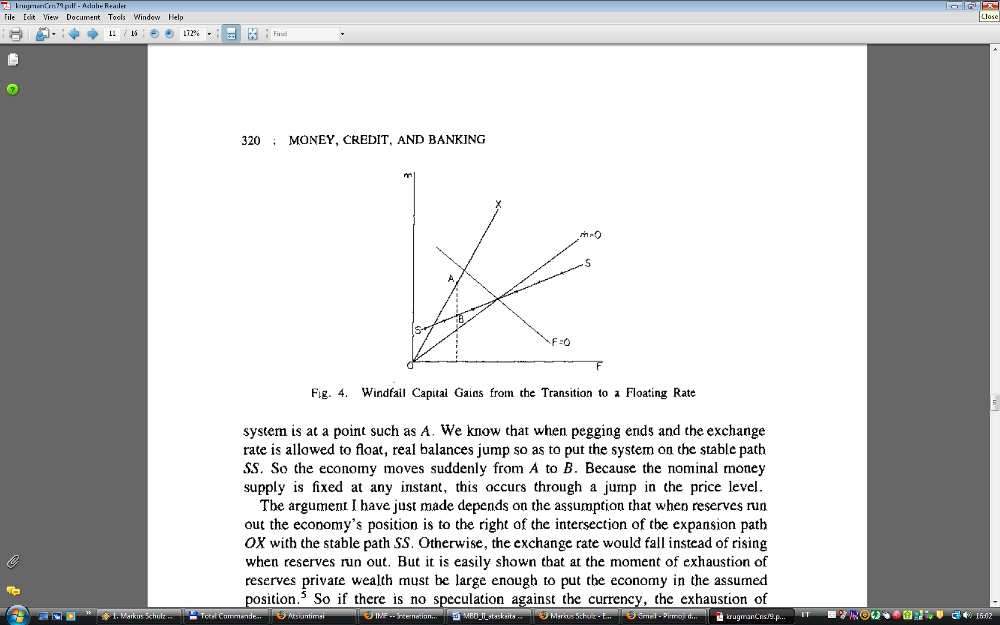 krugmanCris79.pdf - Adobe Reader
Close
File Edit View Document Tools Window Help
11 / 16 172% Find
320 : MONEY, CREDIT, AND BANKING
m
X
ṁ=0
S
A
B
S
F=0
O
F
Fig. 4. Windfall Capital Gains from the Transition to a Floating Rate
system is at a point such as A. We know that when pegging ends and the exchange
rate is allowed to float, real balances jump so as to put the system on the stable path
SS. So the economy moves suddenly from A to B. Because the nominal money
supply is fixed at any instant, this occurs through a jump in the price level.
The argument I have just made depends on the assumption that when reserves run
out the economy's position is to the right of the intersection of the expansion path
OX with the stable path SS. Otherwise, the exchange rate would fall instead of rising
when reserves run out. But it is easily shown that at the moment of exhaustion of
reserves private wealth must be large enough to put the economy in the assumed
position.⁵ So if there is no speculation against the currency, the exhaustion of
» 1. Markus Schulz ... Total Commande... Atsiuntimai IMF -- Internation... MBD_II_ataskaita ... Markus Schulz - E... Gmail - Pirmoji d... krugmanCris79.p... LT 16:02